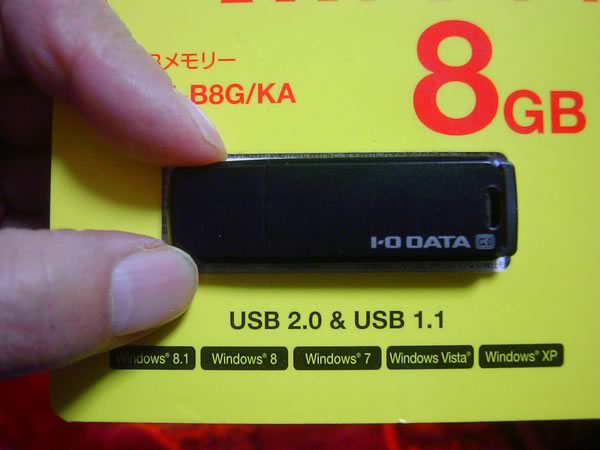 メモリー
B8G/KA
8GB
I-O DATA
USB 2.0 & USB 1.1
Windows® 8.1
Windows® 8
Windows® 7
Windows Vista®
Windows® XP